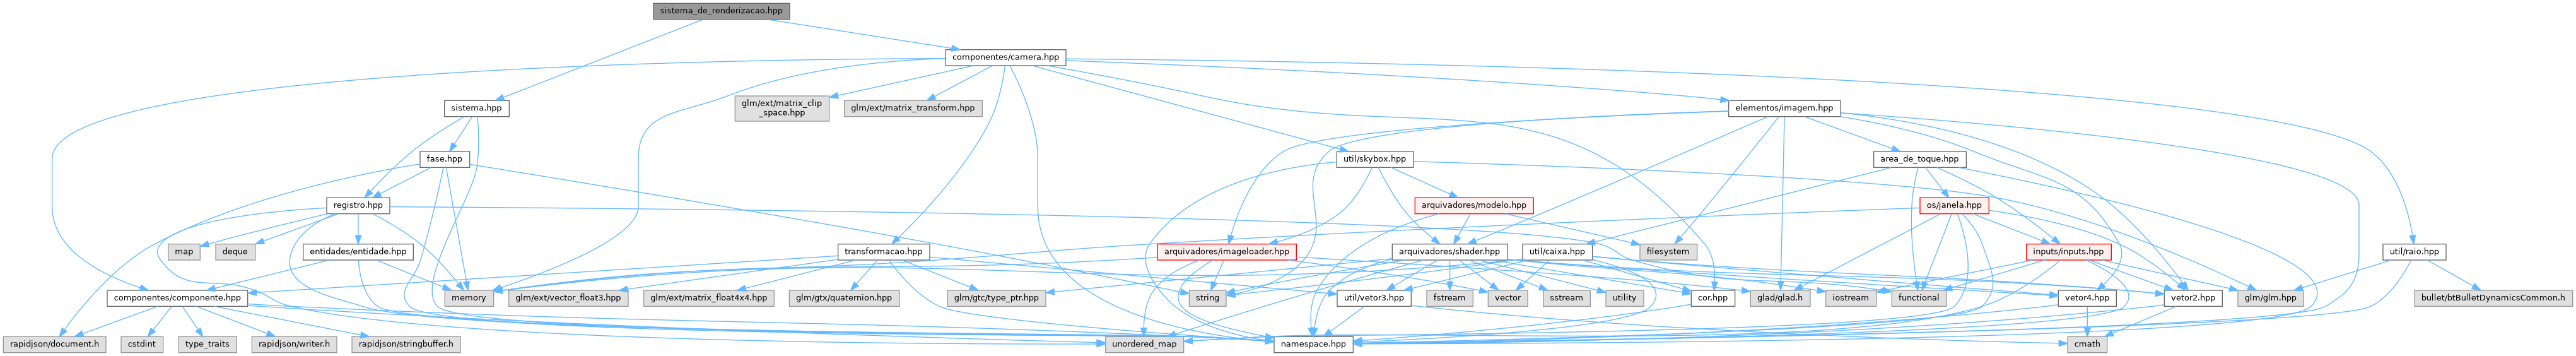 sistema_de_renderizacao.hpp
componentes/camera.hpp
sistema.hpp
glm/ext/matrix_clip
_space.hpp
glm/ext/matrix_transform.hpp
elementos/imagem.hpp
fase.hpp
util/skybox.hpp
area_de_toque.hpp
registro.hpp
arquivadores/modelo.hpp
os/janela.hpp
map
deque
entidades/entidade.hpp
transformacao.hpp
arquivadores/imageloader.hpp
arquivadores/shader.hpp
util/caixa.hpp
filesystem
inputs/inputs.hpp
util/raio.hpp
componentes/componente.hpp
memory
glm/ext/vector_float3.hpp
glm/ext/matrix_float4x4.hpp
glm/gtx/quaternion.hpp
glm/gtc/type_ptr.hpp
string
util/vetor3.hpp
fstream
vector
sstream
utility
cor.hpp
glad/glad.h
iostream
functional
vetor4.hpp
vetor2.hpp
glm/glm.hpp
bullet/btBulletDynamicsCommon.h
rapidjson/document.h
cstdint
type_traits
rapidjson/writer.h
rapidjson/stringbuffer.h
unordered_map
namespace.hpp
cmath